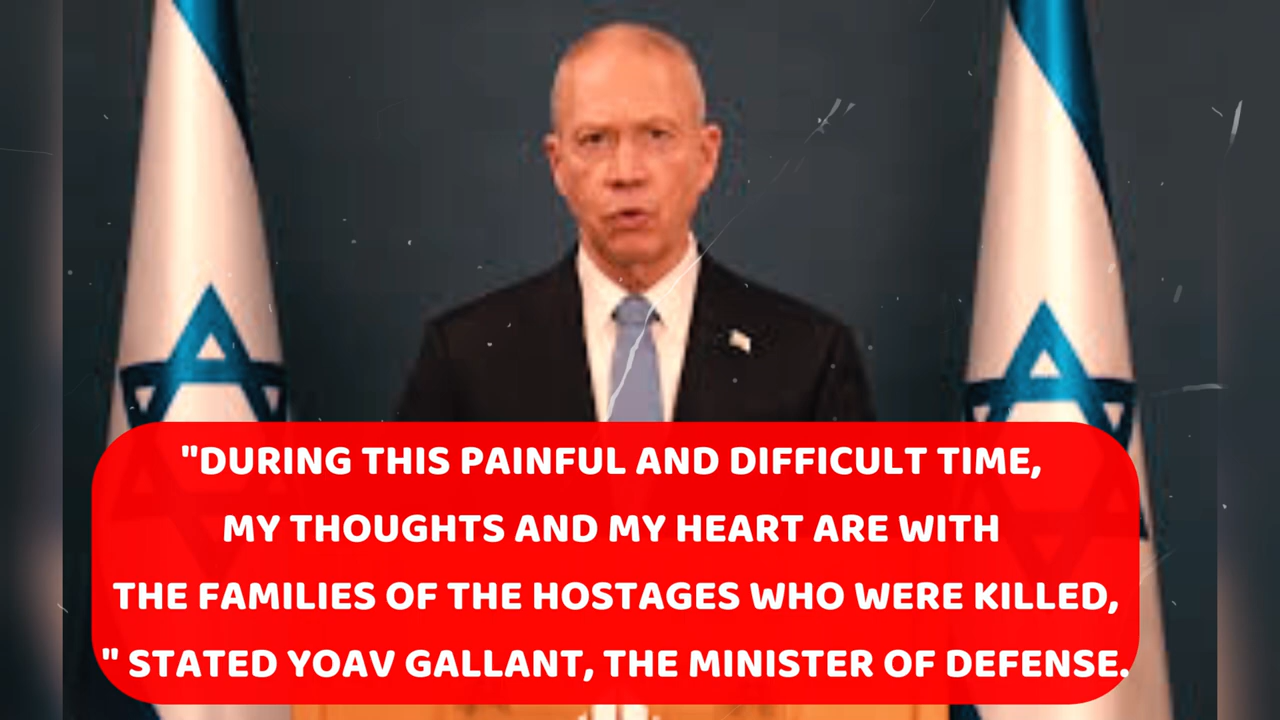 "DURING THIS PAINFUL AND DIFFICULT TIME,
MY THOUGHTS AND MY HEART ARE WITH
THE FAMILIES OF THE HOSTAGES WHO WERE KILLED,
" STATED YOAV GALLANT, THE MINISTER OF DEFENSE.